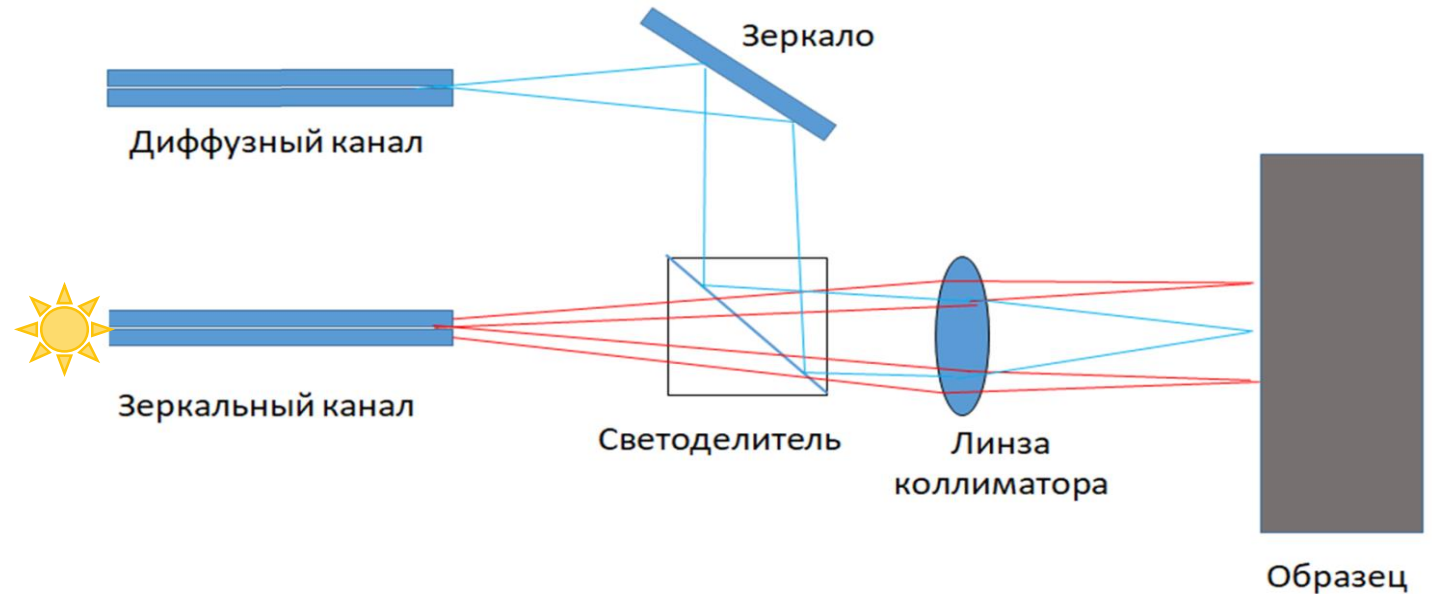 Зеркало
Диффузный канал
Зеркальный канал
Светоделитель
Линза
коллиматора
Образец